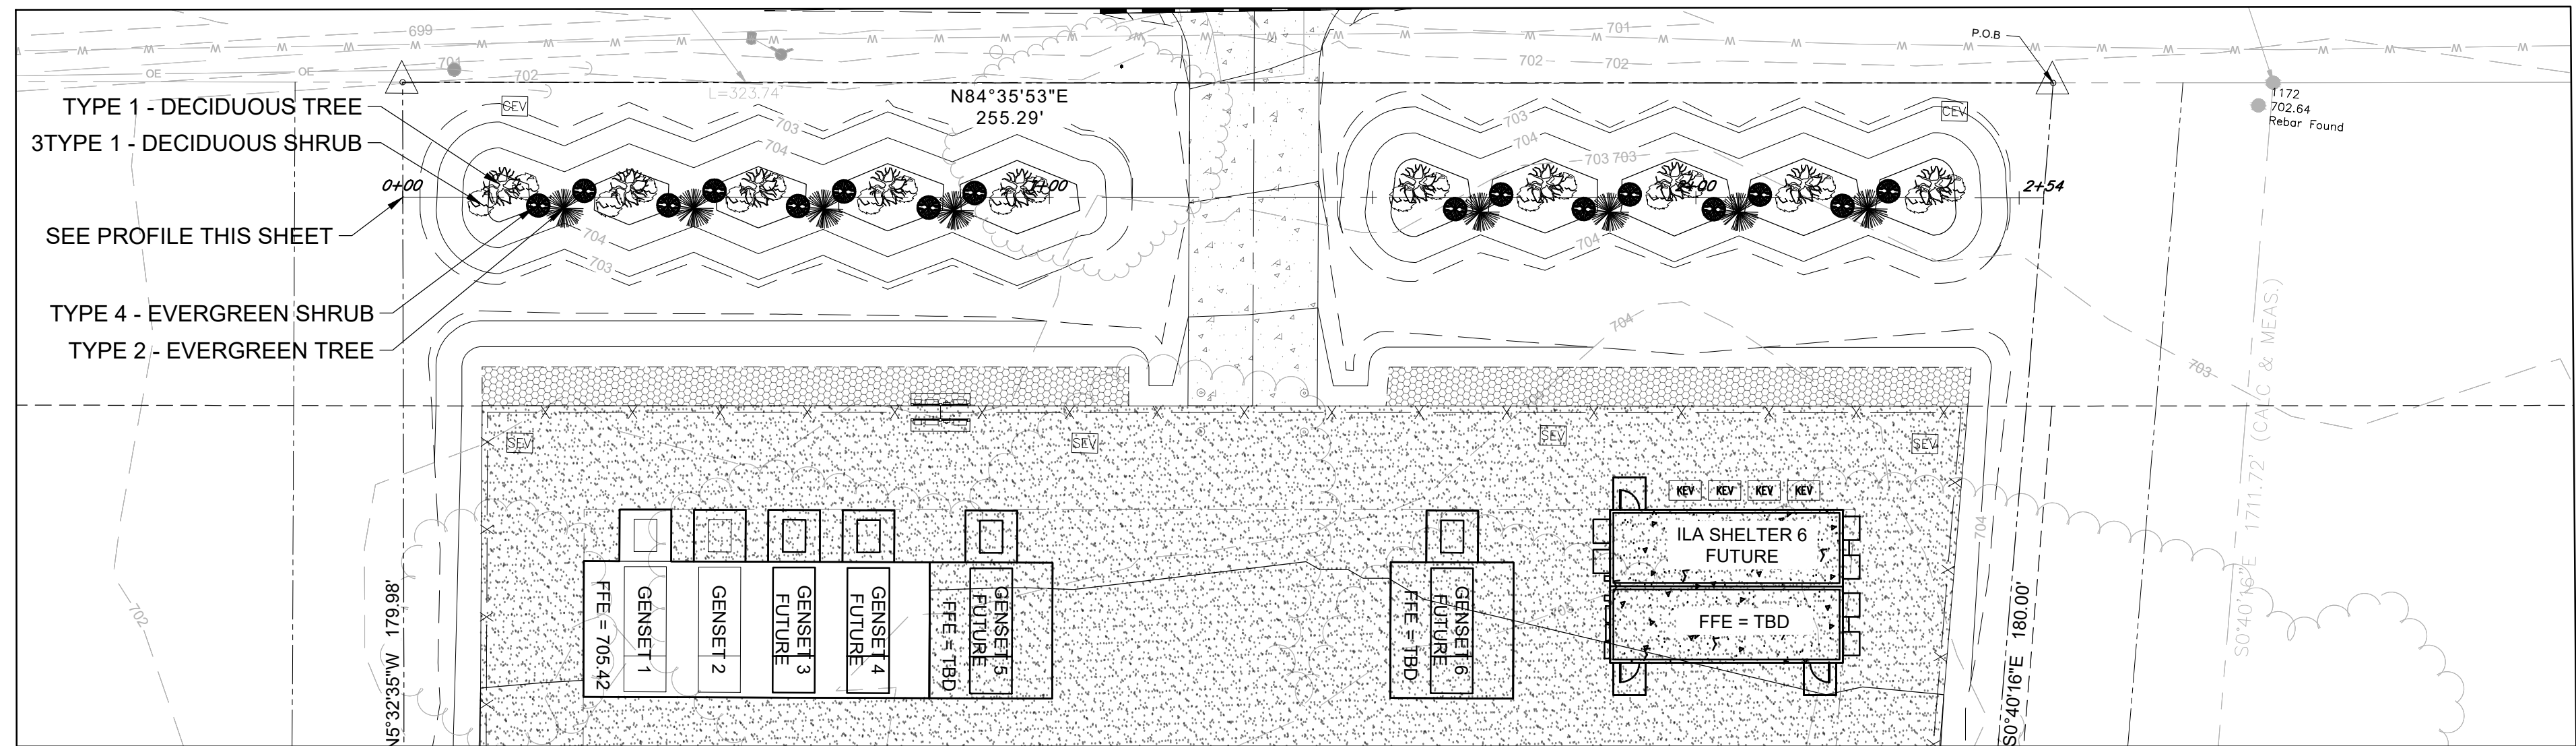 699
701
P.O.B
704
OE
OE
702
702
702
1172
702.64
Rebar Found
L=323.74'
N84°35'53"E
255.29'
CEV
CEV
TYPE 1 - DECIDUOUS TREE
3TYPE 1 - DECIDUOUS SHRUB
703
704
703
704
703
703
0+00
1+00
2+54
SEE PROFILE THIS SHEET
704
703
704
TYPE 4 - EVERGREEN SHRUB
TYPE 2 - EVERGREEN TREE
704
703
S0°40'16"E 1711.72' (CALC & MEAS.)
SEV
SEV
SEV
SEV
KEV
KEV
KEV
KEV
ILA SHELTER 6
FUTURE
FFE = TBD
704
702
N5°32'35"W 179.98'
FFE = 705.42
GENSET 1
GENSET 2
GENSET 3
FUTURE
GENSET 4
FUTURE
FFE = TBD
GENSET 5
FUTURE
FFE = TBD
GENSET 6
FUTURE
S0°40'16"E 180.00'